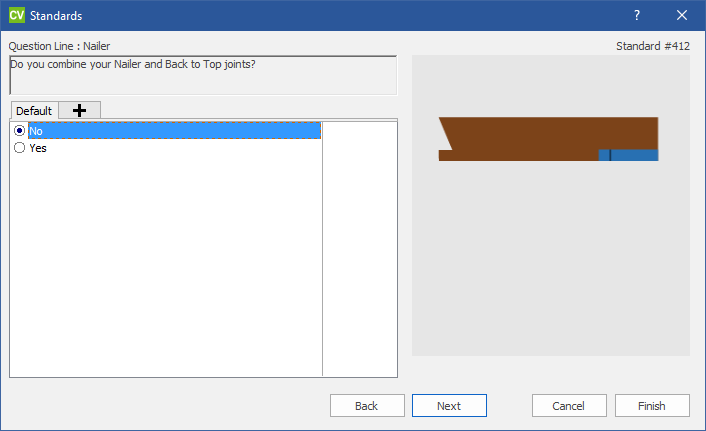 CV Standards ?
Question Line : Nailer Standard #412
Do you combine your Nailer and Back to Top joints?
Default
No
Yes
Back Next Cancel Finish